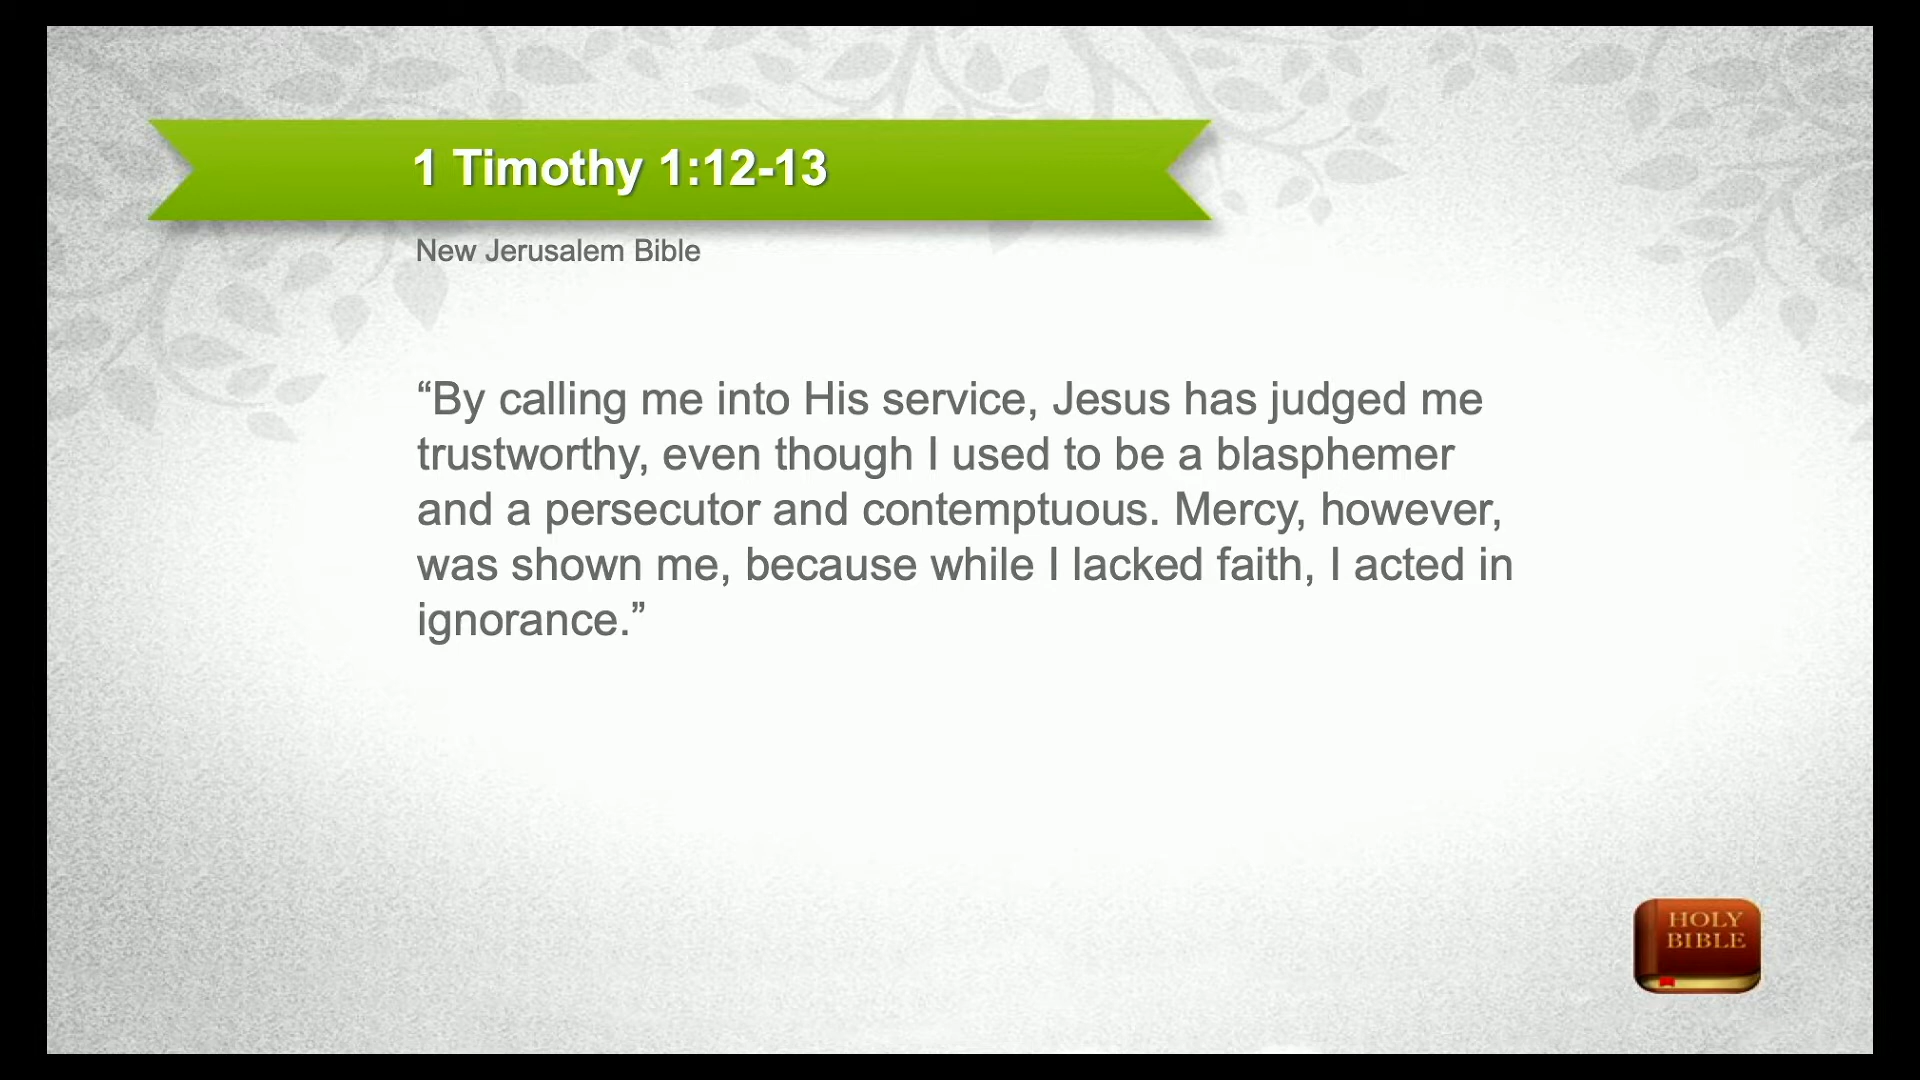 1 Timothy 1:12-13
New Jerusalem Bible
“By calling me into His service, Jesus has judged me
trustworthy, even though I used to be a blasphemer
and a persecutor and contemptuous. Mercy, however,
was shown me, because while I lacked faith, I acted in
ignorance.”
HOLY
BIBLE